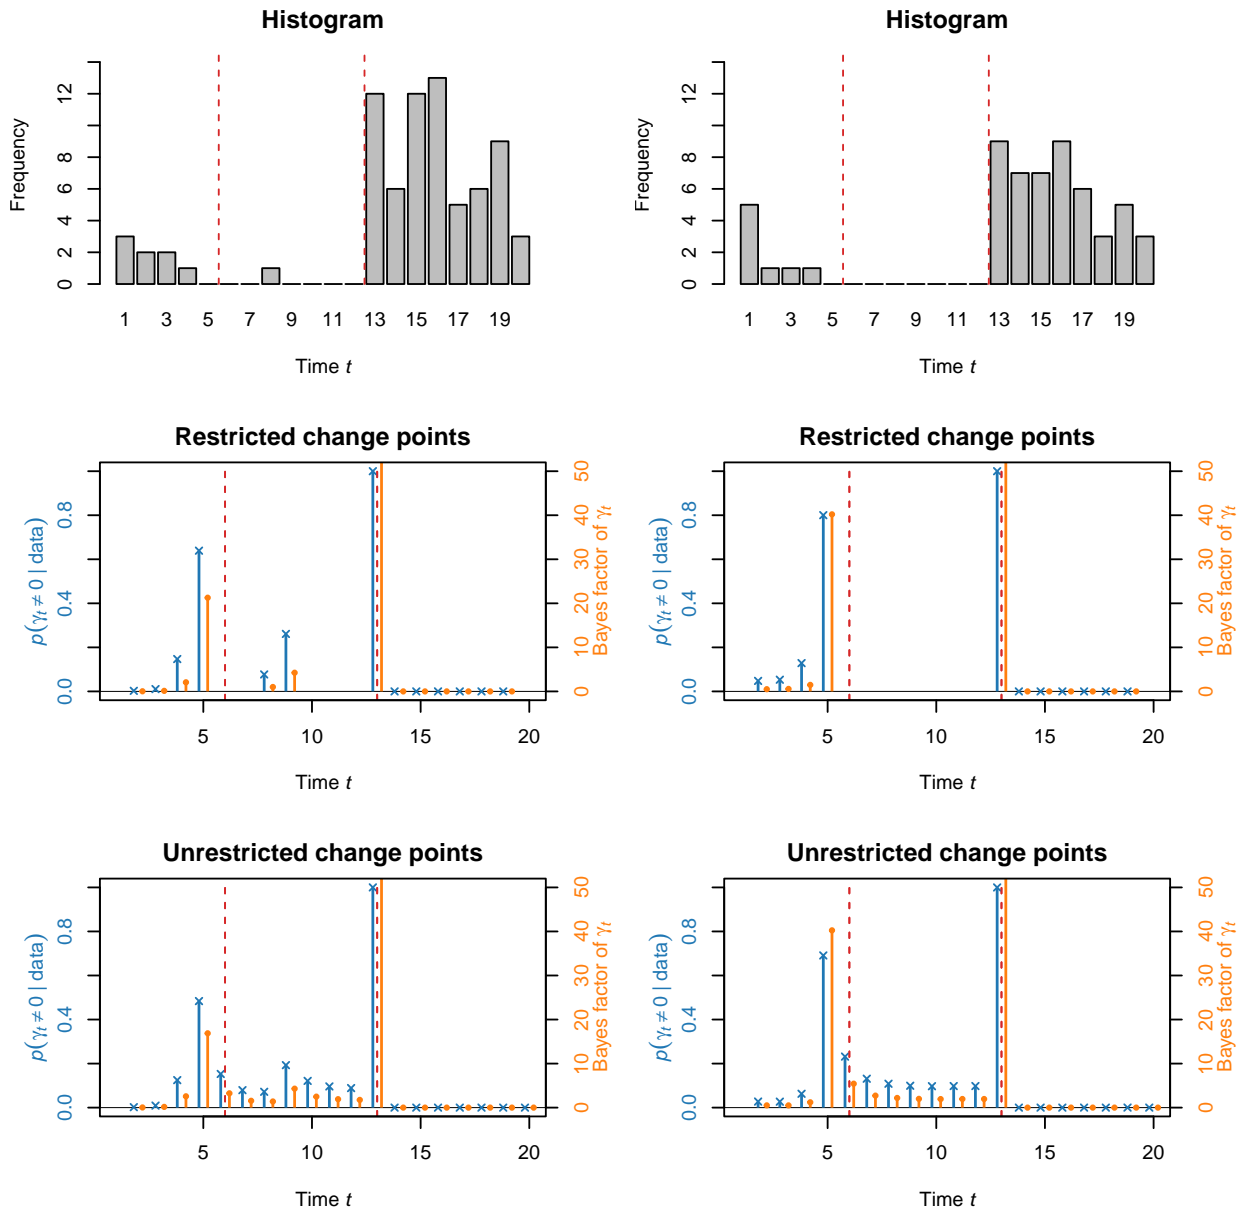 Histogram
Frequency
0 2 4 6 8 12
1 3 5 7 9 11 13 15 17 19
Time t
Histogram
Frequency
0 2 4 6 8 12
1 3 5 7 9 11 13 15 17 19
Time t
Restricted change points
p(γt ≠ 0 | data)
0.0 0.4 0.8
Bayes factor of γt
0 10 20 30 40 50
5 10 15 20
Time t
Restricted change points
p(γt ≠ 0 | data)
0.0 0.4 0.8
Bayes factor of γt
0 10 20 30 40 50
5 10 15 20
Time t
Unrestricted change points
p(γt ≠ 0 | data)
0.0 0.4 0.8
Bayes factor of γt
0 10 20 30 40 50
5 10 15 20
Time t
Unrestricted change points
p(γt ≠ 0 | data)
0.0 0.4 0.8
Bayes factor of γt
0 10 20 30 40 50
5 10 15 20
Time t